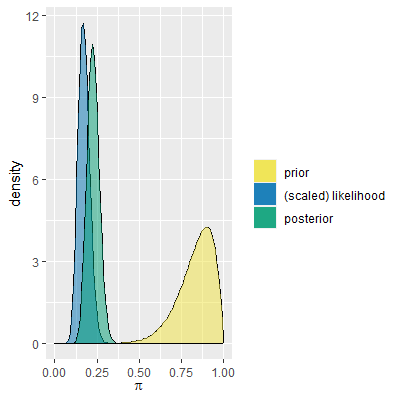 12
9
6
3
0
density
0.00 0.25 0.50 0.75 1.00
π
prior
(scaled) likelihood
posterior